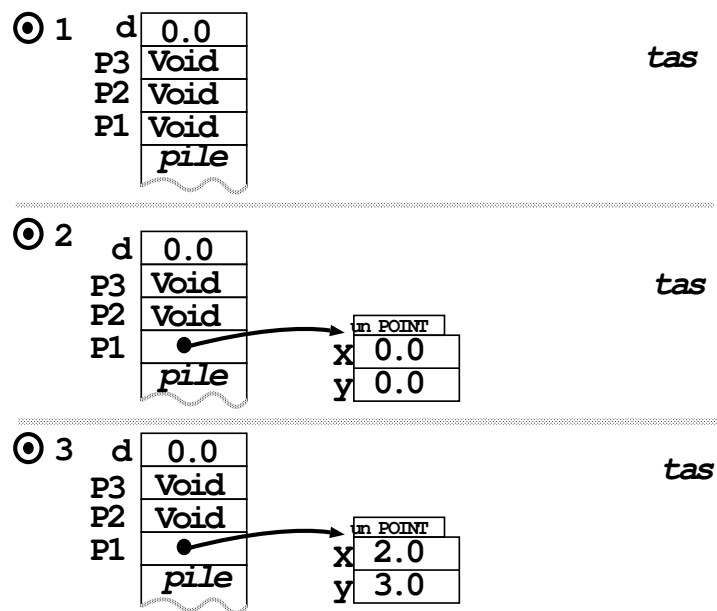 1 d 0.0
P3 Void tas
P2 Void
P1 Void
pile
2
d 0.0
P3 Void tas
P2 Void
un POINT
P1 x 0.0
pile y 0.0
3 d 0.0
P3 Void tas
P2 Void
un POINT
P1 x 2.0
pile y 3.0